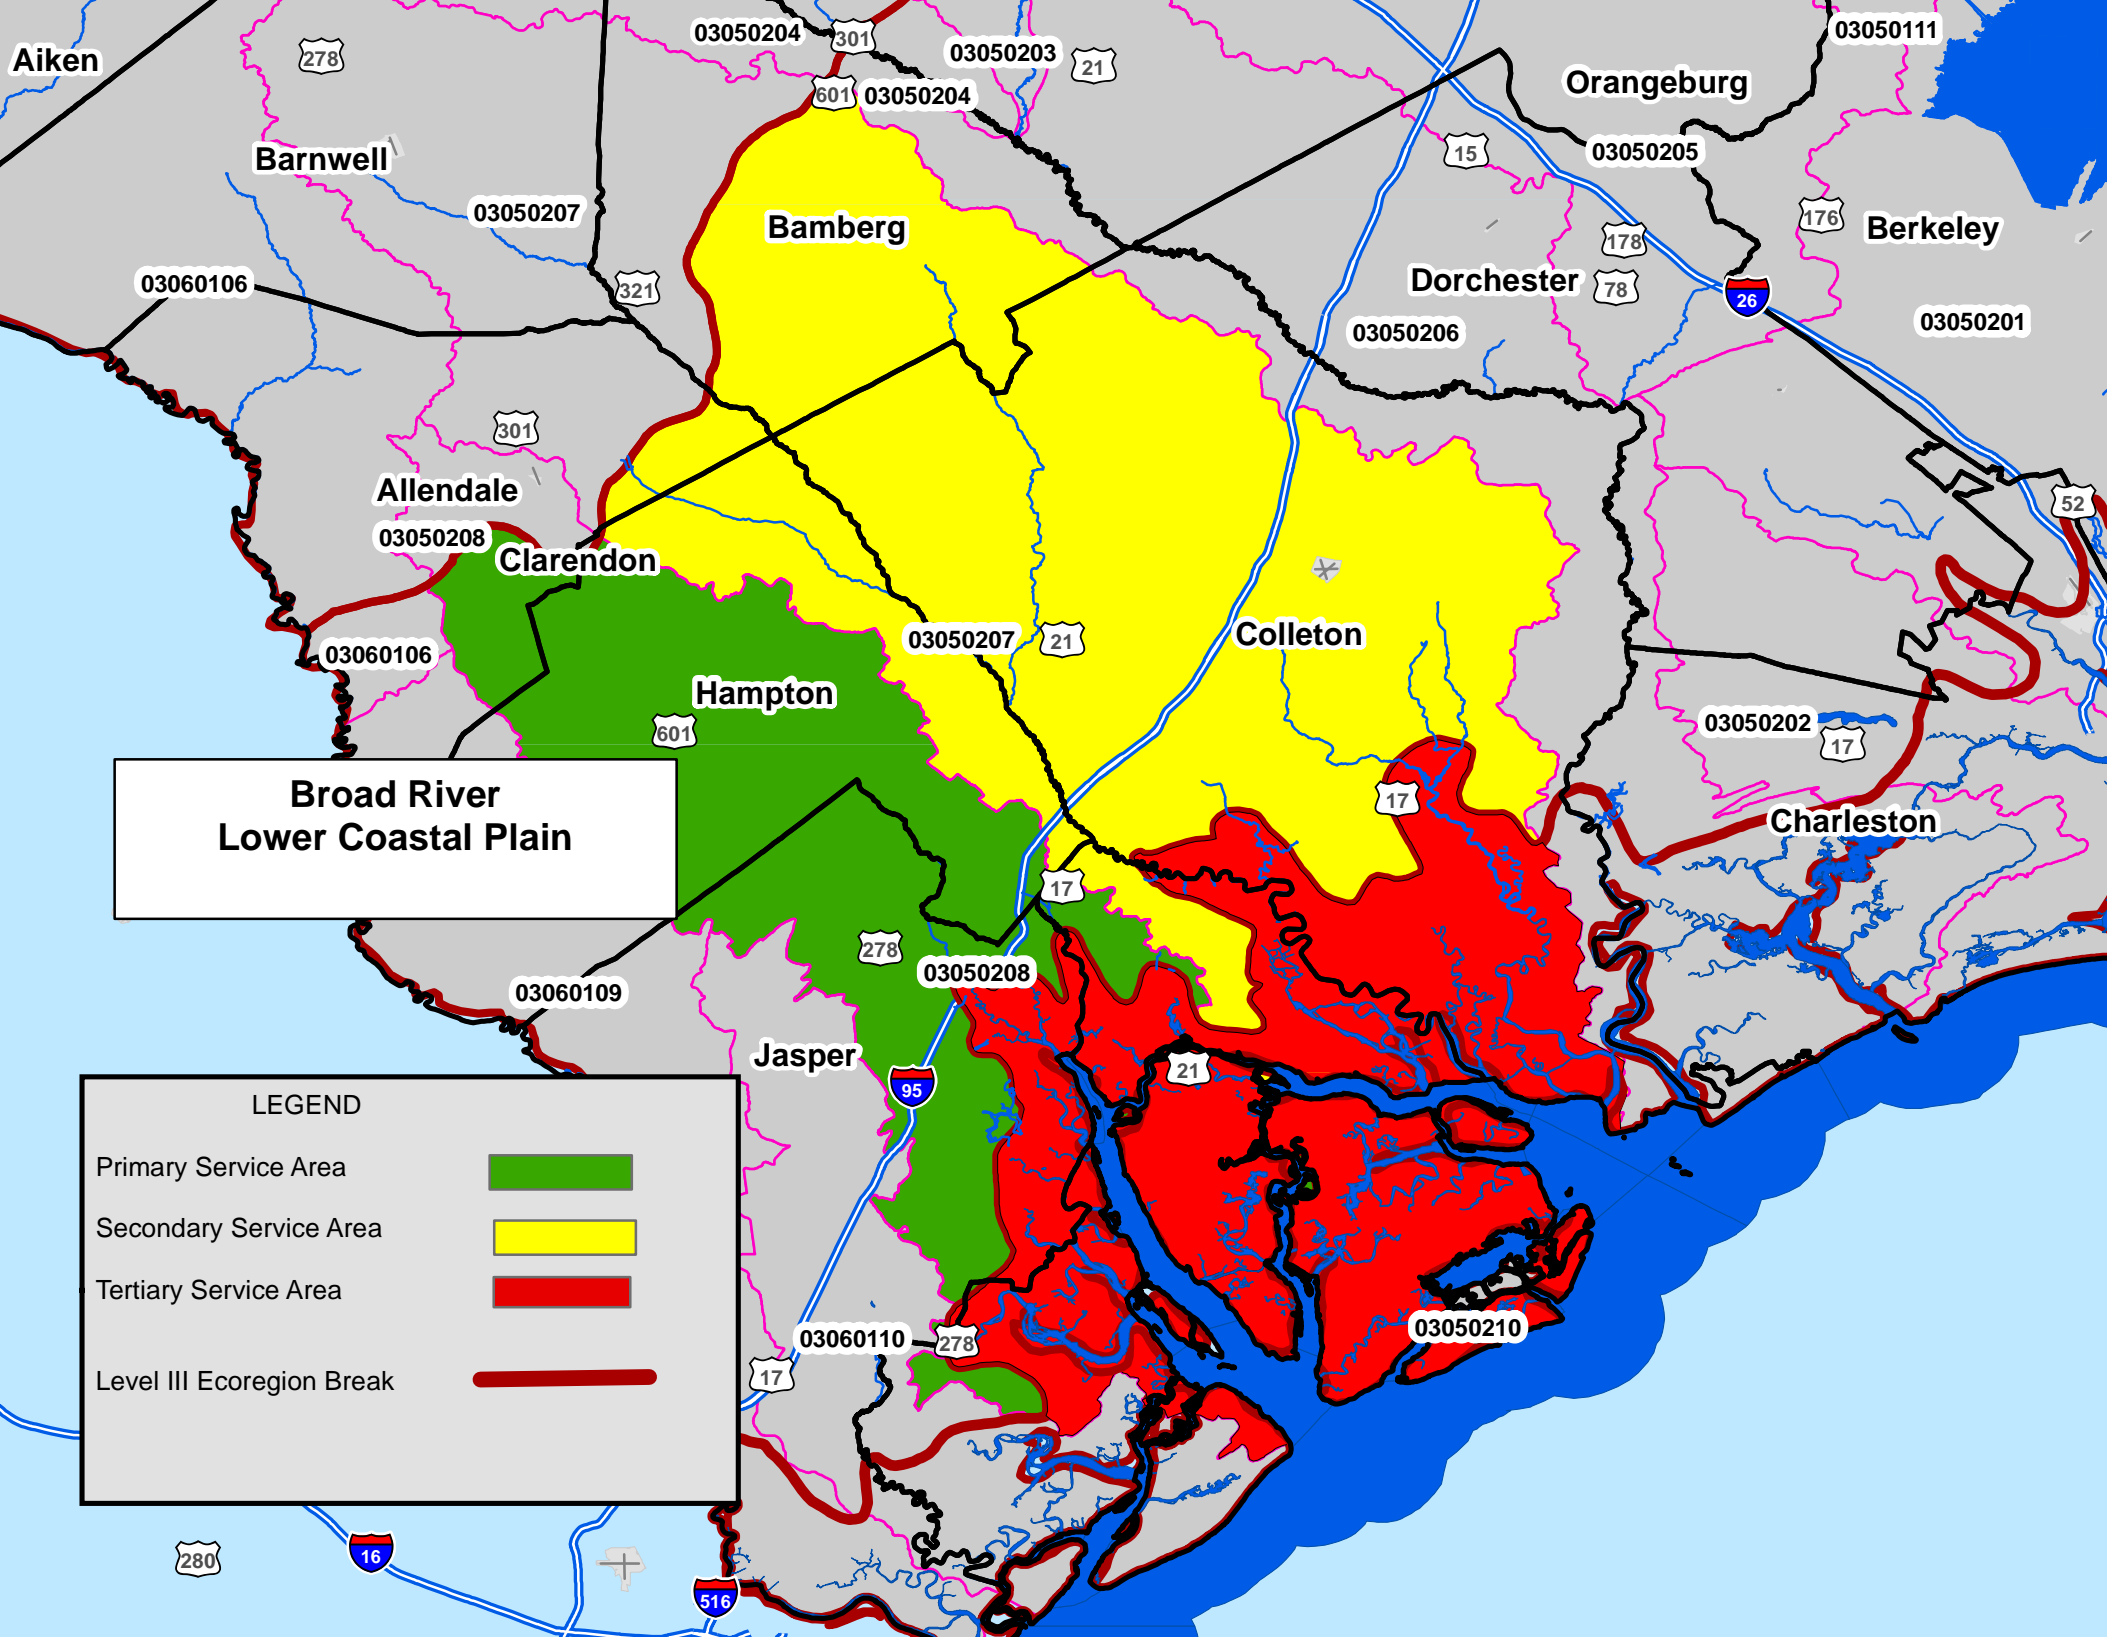 03050204
301
03050203
21
03050111
Aiken
278
601
03050204
Orangeburg
Barnwell
15
03050205
03050207
Bamberg
176
Berkeley
178
Dorchester
78
03060106
321
26
03050206
03050201
301
Allendale
52
03050208
Clarendon
03060106
03050207
21
Colleton
Hampton
601
03050202
17
Broad River
Lower Coastal Plain
17
Charleston
17
278
03050208
03060109
Jasper
21
95
LEGEND
Primary Service Area
Secondary Service Area
Tertiary Service Area
Level III Ecoregion Break
03060110
278
03050210
17
280
16
516